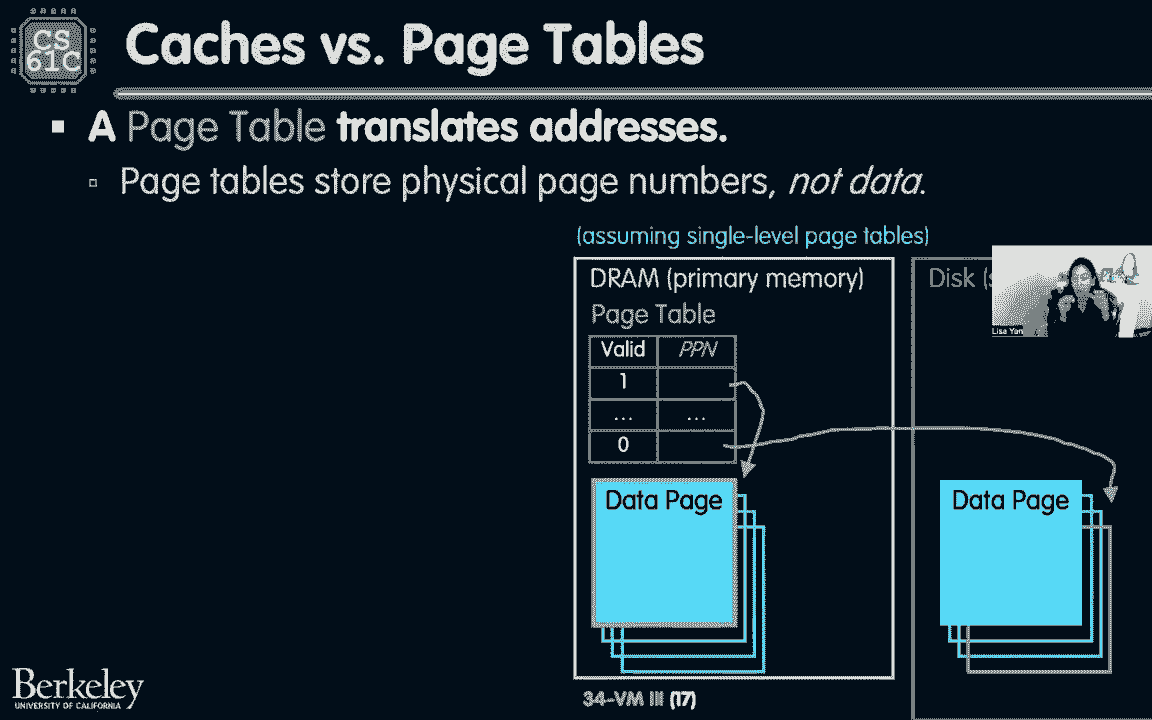 CS
61C
Caches vs. Page Tables
A Page Table translates addresses.
Page tables store physical page numbers, not data.
(assuming single-level page tables)
DRAM (primary memory)
Page Table
Valid PPN
1
... ...
0
Data Page
Disk (s
Data Page
Lisa Yan
Berkeley
UNIVERSITY OF CALIFORNIA
34-VM III (17)